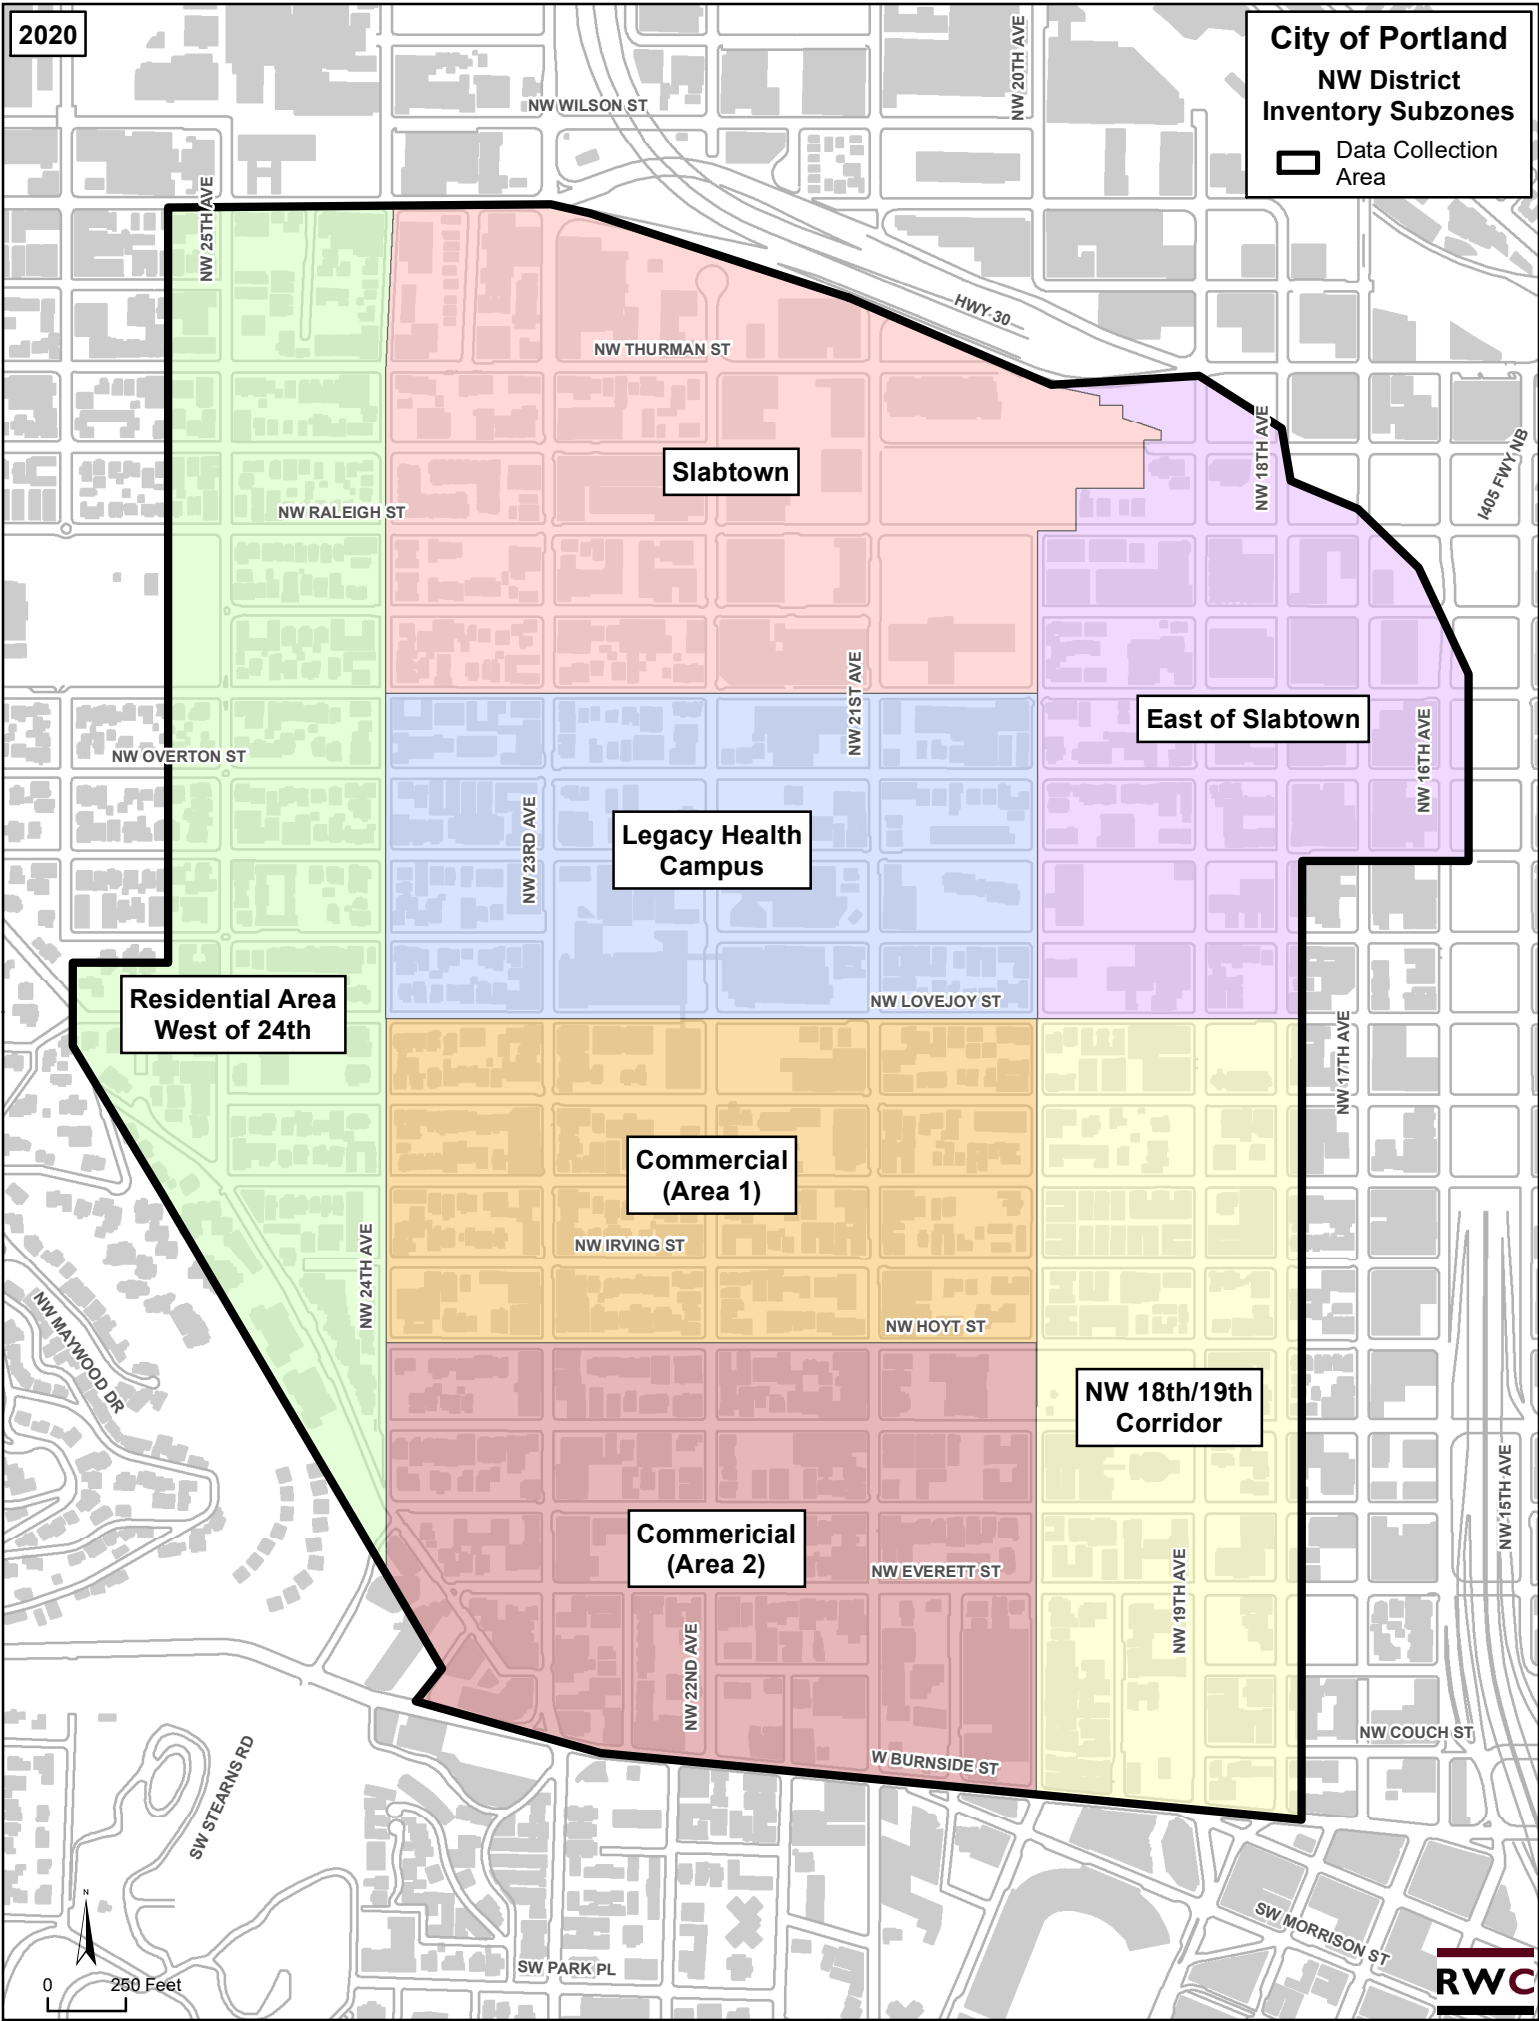 2020
City of Portland
NW District
Inventory Subzones
Data Collection
Area
NW 20TH AVE
NW WILSON ST
NW 25TH AVE
HWY 30
NW THURMAN ST
NW 18TH AVE
I405 FWY NB
Slabtown
NW RALEIGH ST
NW 21ST AVE
East of Slabtown
NW 16TH AVE
NW OVERTON ST
NW 23RD AVE
Legacy Health
Campus
Residential Area
West of 24th
NW LOVEJOY ST
NW 17TH AVE
Commercial
(Area 1)
NW IRVING ST
NW 24TH AVE
NW HOYT ST
NW MAYWOOD DR
NW 18th/19th
Corridor
NW 15TH AVE
Commericial
(Area 2)
NW EVERETT ST
NW 19TH AVE
NW 22ND AVE
NW COUCH ST
W BURNSIDE ST
SW STEARNS RD
N
SW MORRISON ST
SW PARK PL
0 250 Feet
RWC